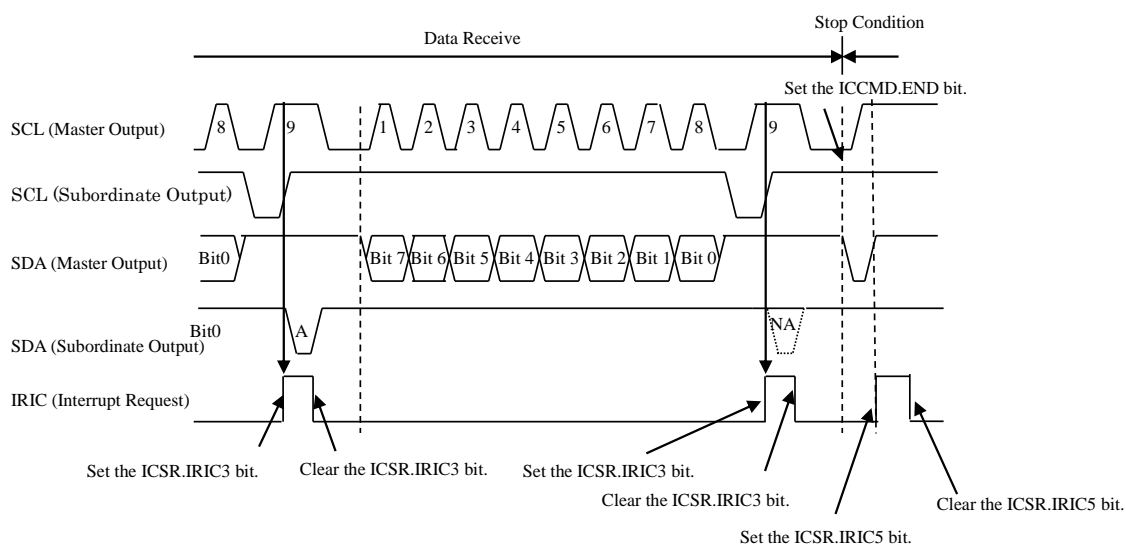 Stop Condition
Data Receive
Set the ICCMD.END bit.
SCL (Master Output)
8 9 1 2 3 4 5 6 7 8 9
SCL (Subordinate Output)
SDA (Master Output)
Bit0 Bit 7 Bit 6 Bit 5 Bit 4 Bit 3 Bit 2 Bit 1 Bit 0
Bit0 A NA
SDA (Subordinate Output)
IRIC (Interrupt Request)
Set the ICSR.IRIC3 bit. Clear the ICSR.IRIC3 bit. Set the ICSR.IRIC3 bit.
Clear the ICSR.IRIC3 bit. Clear the ICSR.IRIC5 bit.
Set the ICSR.IRIC5 bit.